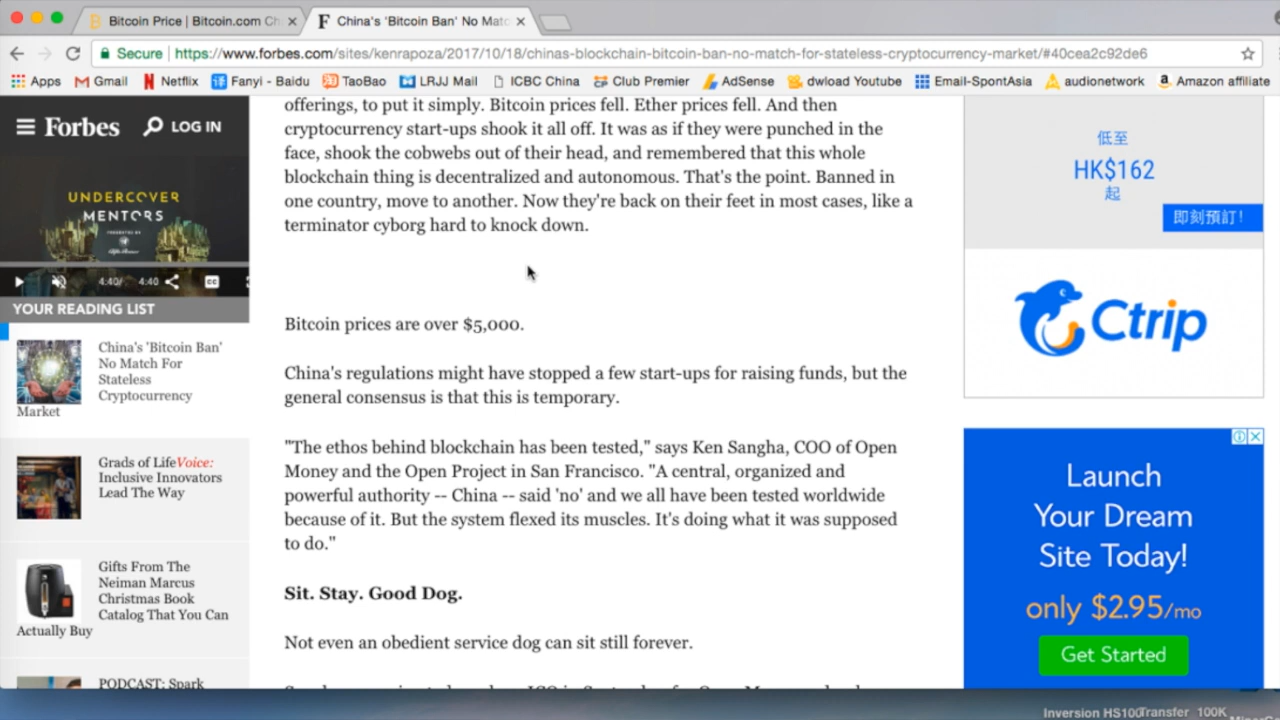 Bitcoin Price | Bitcoin.com Ch
China's 'Bitcoin Ban' No Matc
Secure | https://www.forbes.com/sites/kenrapoza/2017/10/18/chinas-blockchain-bitcoin-ban-no-match-for-stateless-cryptocurrency-market/#40cea2c92de6
Apps Gmail Netflix Fanyi - Baidu TaoBao LRJJ Mail ICBC China Club Premier AdSense dwload Youtube Email-SpontAsia audionetwork Amazon affiliate
Forbes LOG IN
UNDERCOVER
MENTORS
PRESENTED BY
4:40/ 4:40 CC
YOUR READING LIST
China's 'Bitcoin Ban'
No Match For
Stateless
Cryptocurrency
Market
Grads of LifeVoice:
Inclusive Innovators
Lead The Way
Gifts From The
Neiman Marcus
Christmas Book
Catalog That You Can
Actually Buy
PODCAST: Spark
offerings, to put it simply. Bitcoin prices fell. Ether prices fell. And then
cryptocurrency start-ups shook it all off. It was as if they were punched in the
face, shook the cobwebs out of their head, and remembered that this whole
blockchain thing is decentralized and autonomous. That's the point. Banned in
one country, move to another. Now they're back on their feet in most cases, like a
terminator cyborg hard to knock down.
Bitcoin prices are over $5,000.
China's regulations might have stopped a few start-ups for raising funds, but the
general consensus is that this is temporary.
"The ethos behind blockchain has been tested," says Ken Sangha, COO of Open
Money and the Open Project in San Francisco. "A central, organized and
powerful authority -- China -- said 'no' and we all have been tested worldwide
because of it. But the system flexed its muscles. It's doing what it was supposed
to do."
Sit. Stay. Good Dog.
Not even an obedient service dog can sit still forever.
低至
HK$162
起
即刻預訂!
Ctrip
Launch
Your Dream
Site Today!
only $2.95/mo
Get Started
Inversion HS100 Transfer_100K